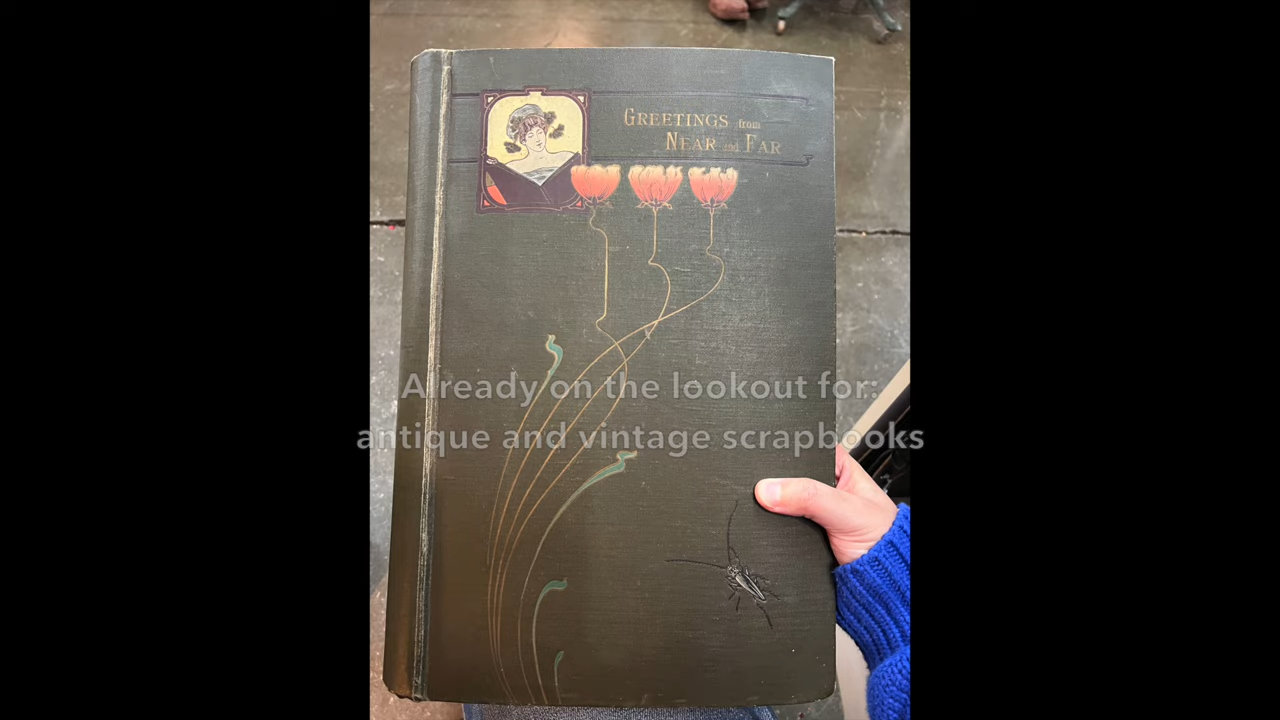 GREETINGS from
NEAR and FAR
Already on the lookout for:
antique and vintage scrapbooks